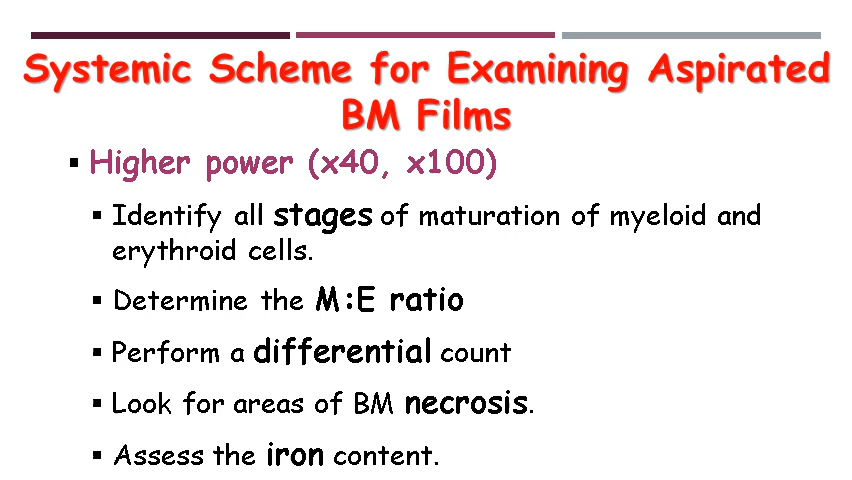 Systemic Scheme for Examining Aspirated
BM Films
▪ Higher power (x40, x100)
▪ Identify all stages of maturation of myeloid and
erythroid cells.
▪ Determine the M:E ratio
▪ Perform a differential count
▪ Look for areas of BM necrosis.
▪ Assess the iron content.